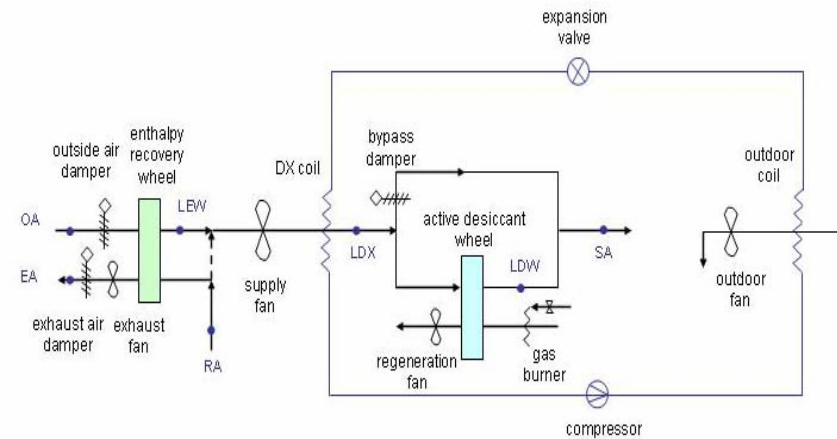 expansion
valve
enthalpy
recovery
wheel
outside air
damper
bypass
damper
DX coil
outdoor
coil
LEW
OA
active desiccant
wheel
LDX
LDW
SA
EA
supply
fan
outdoor
fan
exhaust air
damper
exhaust
fan
RA
regeneration
fan
gas
burner
compressor